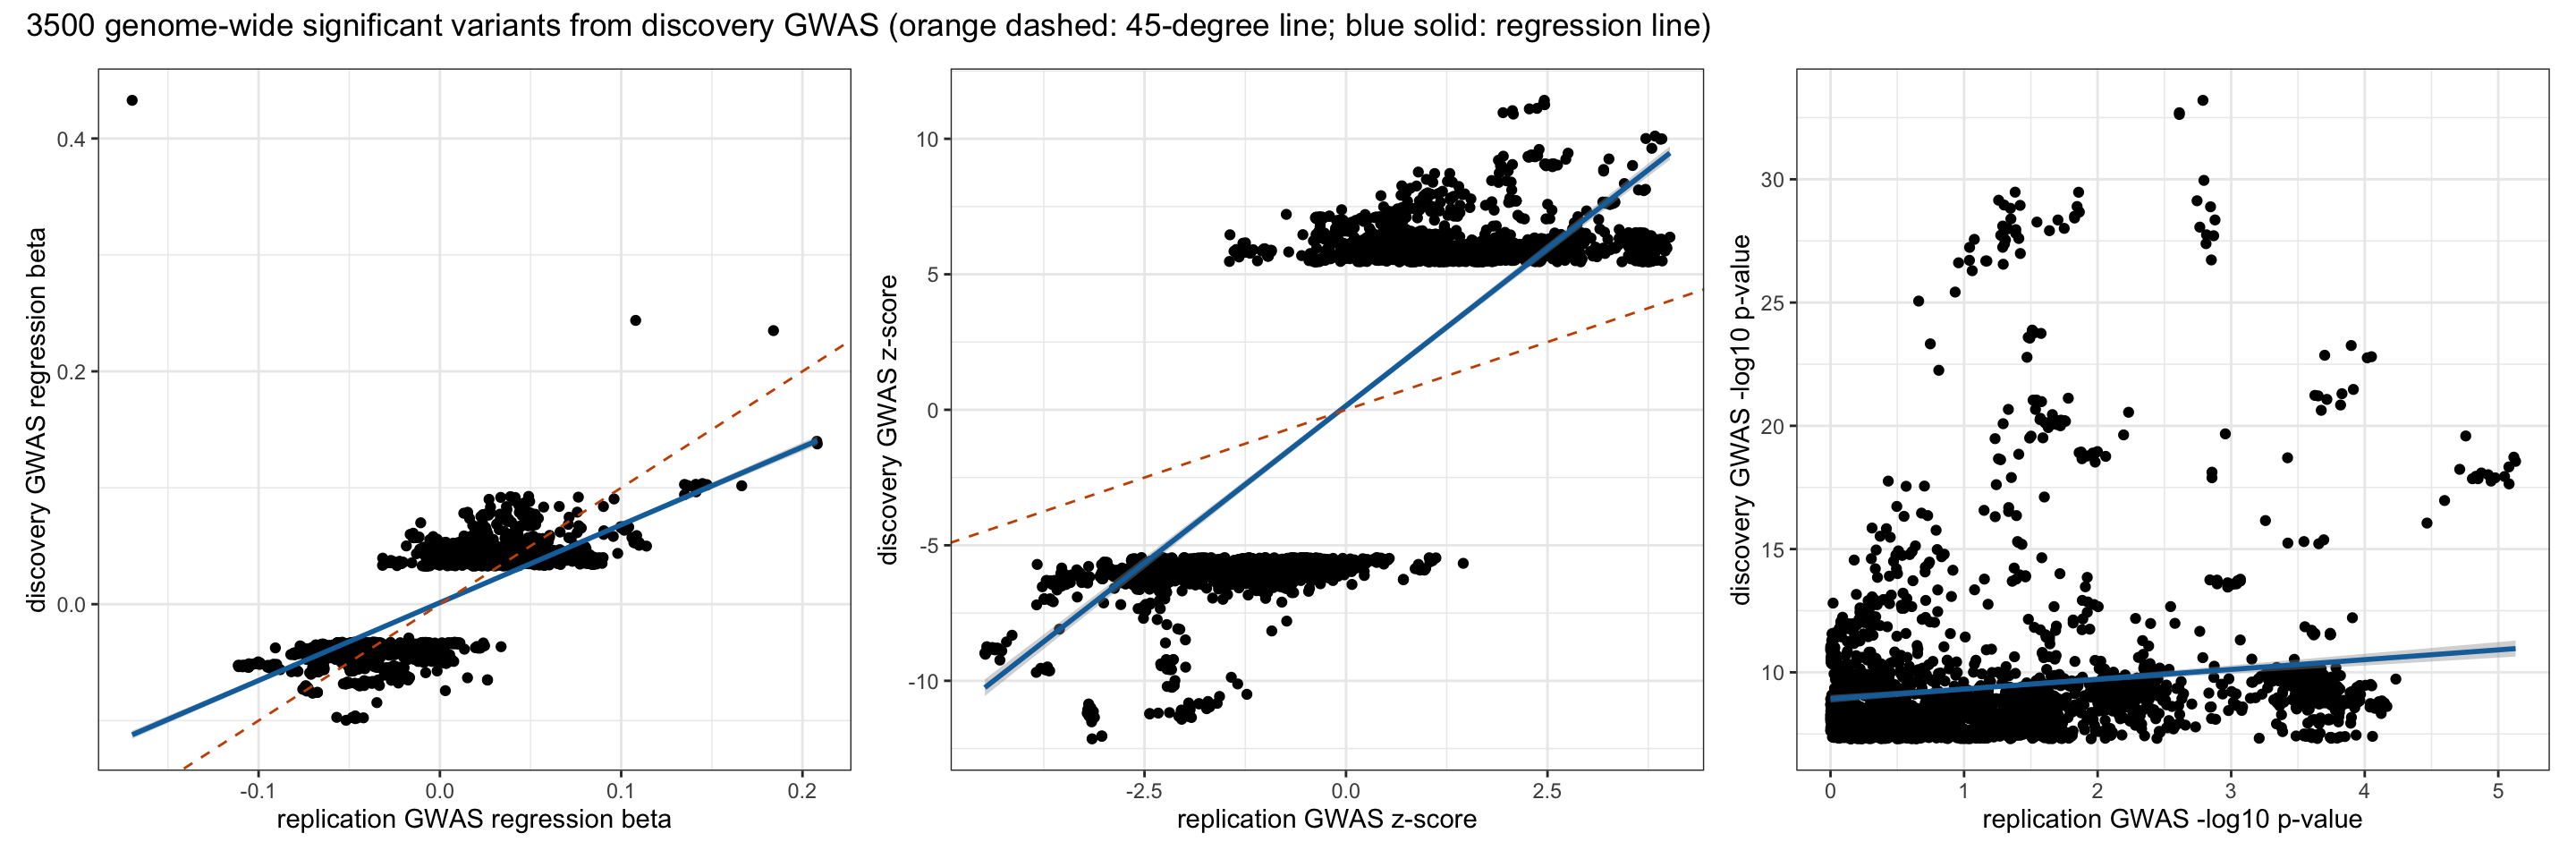 3500 genome-wide significant variants from discovery GWAS (orange dashed: 45-degree line; blue solid: regression line)
discovery GWAS regression beta
0.4
0.2
0.0
-0.1 0.0 0.1 0.2
replication GWAS regression beta
discovery GWAS z-score
10
5
0
-5
-10
-2.5 0.0 2.5
replication GWAS z-score
discovery GWAS -log10 p-value
30
25
20
15
10
0 1 2 3 4 5
replication GWAS -log10 p-value